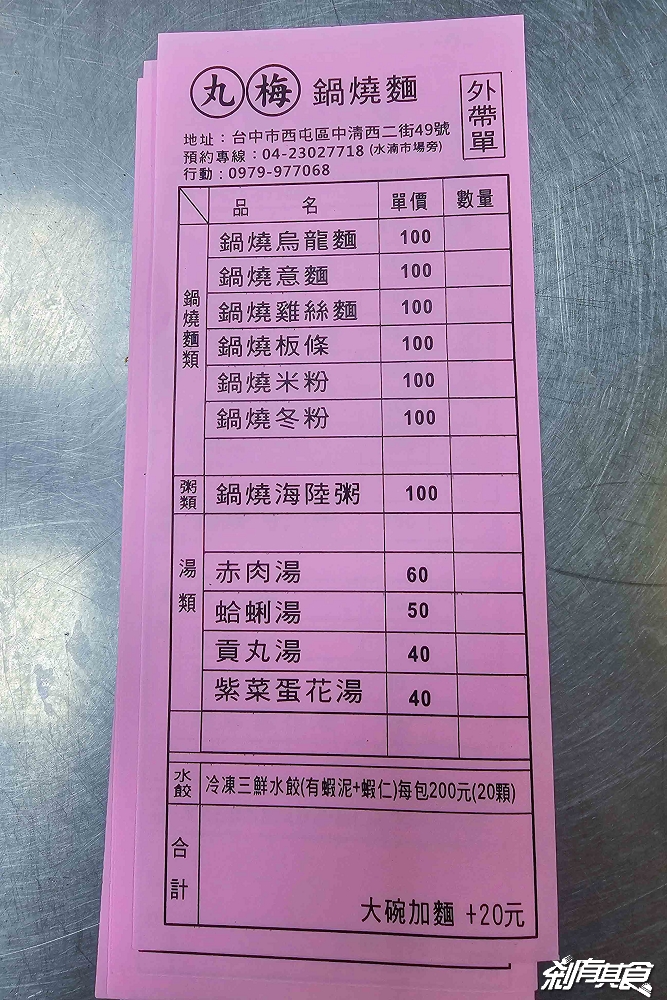 丸梅 鍋燒麵
外帶單
地址：台中市西屯區中清西二街49號
預約專線：04-23027718 (水湳市場旁)
行動：0979-977068
品名 單價 數量
鍋燒麵類
鍋燒烏龍麵 100
鍋燒意麵 100
鍋燒雞絲麵 100
鍋燒板條 100
鍋燒米粉 100
鍋燒冬粉 100
粥類 鍋燒海陸粥 100
湯類
赤肉湯 60
蛤蜊湯 50
貢丸湯 40
紫菜蛋花湯 40
水餃 冷凍三鮮水餃(有蝦泥+蝦仁)每包200元(20顆)
合計
大碗加麵 +20元
剎有其食